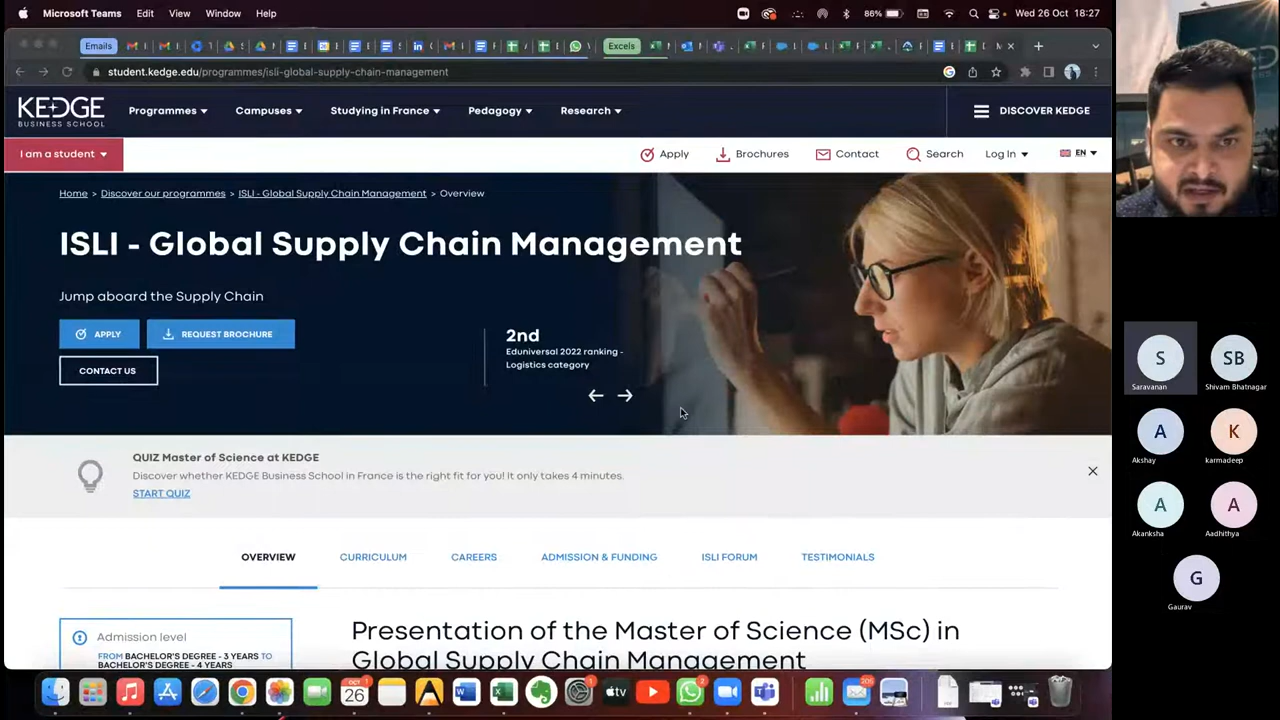 Microsoft Teams Edit View Window Help 86% Wed 26 Oct 18:27
Emails Excels
student.kedge.edu/programmes/isli-global-supply-chain-management
KEDGE
BUSINESS SCHOOL
Programmes Campuses Studying in France Pedagogy Research DISCOVER KEDGE
I am a student Apply Brochures Contact Search Log In EN
Home > Discover our programmes > ISLI - Global Supply Chain Management > Overview
ISLI - Global Supply Chain Management
Jump aboard the Supply Chain
APPLY REQUEST BROCHURE
CONTACT US
2nd
Eduniversal 2022 ranking -
Logistics category
QUIZ Master of Science at KEDGE
Discover whether KEDGE Business School in France is the right fit for you! It only takes 4 minutes.
START QUIZ
OVERVIEW CURRICULUM CAREERS ADMISSION & FUNDING ISLI FORUM TESTIMONIALS
Admission level
FROM BACHELOR'S DEGREE - 3 YEARS TO
BACHELOR'S DEGREE - 4 YEARS
Presentation of the Master of Science (MSc) in
Global Supply Chain Management
S SB
Saravanan Shivam Bhatnagar
A K
Akshay karmadeep
A A
Akanksha Aadhithya
G
Gaurav
OCT
26
tv